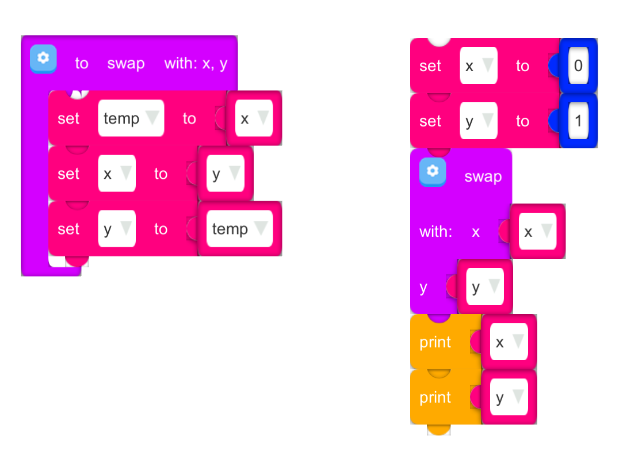 to swap with: x, y
set temp to x
set x to y
set y to temp
set x to 0
set y to 1
swap
with: x x
y y
print x
print y